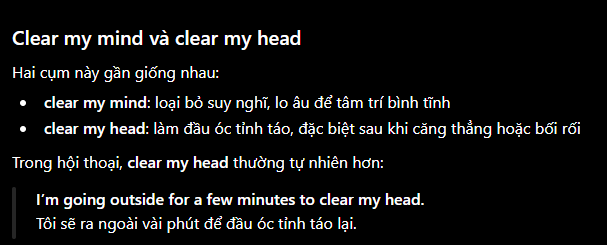 Clear my mind và clear my head
Hai cụm này gần giống nhau:
• clear my mind: loại bỏ suy nghĩ, lo âu để tâm trí bình tĩnh
• clear my head: làm đầu óc tỉnh táo, đặc biệt sau khi căng thẳng hoặc bối rối
Trong hội thoại, clear my head thường tự nhiên hơn:
I’m going outside for a few minutes to clear my head.
Tôi sẽ ra ngoài vài phút để đầu óc tỉnh táo lại.